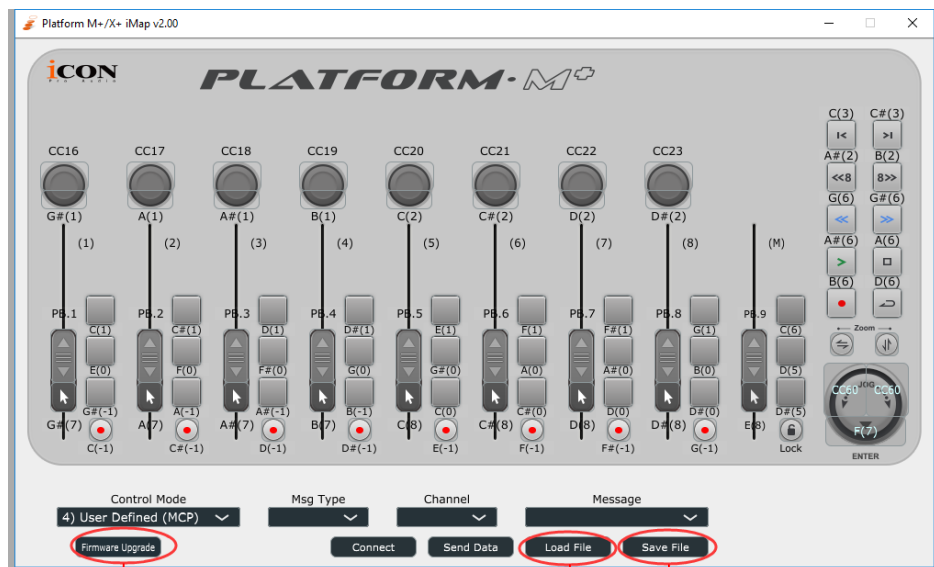 Platform M+/X+ iMap v2.00
iCON
Pro Audio
PLATFORM·M+
C(3) C#(3)
I< >I
CC16 CC17 CC18 CC19 CC20 CC21 CC22 CC23
A#(2) B(2)
<<8 8>>
G(6) G#(6)
<< >>
G#(1) A(1) A#(1) B(1) C(2) C#(2) D(2) D#(2)
(1) (2) (3) (4) (5) (6) (7) (8) (M)
A#(6) A(6)
>
B(6) D(6)
PB.1 PB.2 PB.3 PB.4 PB.5 PB.6 PB.7 PB.8 PB.9
C(1) C#(1) D(1) D#(1) E(1) F(1) F#(1) G(1) C(6)
Zoom
E(0) F(0) F#(0) G(0) G#(0) A(0) A#(0) B(0) D(5)
JOG
CC60 CC60
G#(-1) A(-1) A#(-1) B(-1) C(0) C#(0) D(0) D#(0) D#(5)
G#(7) A(7) A#(7) B(7) C(8) C#(8) D(8) D#(8) E(8)
F(7)
C(-1) C#(-1) D(-1) D#(-1) E(-1) F(-1) F#(-1) G(-1) Lock
ENTER
Control Mode Msg Type Channel Message
4) User Defined (MCP)
Firmware Upgrade Connect Send Data Load File Save File